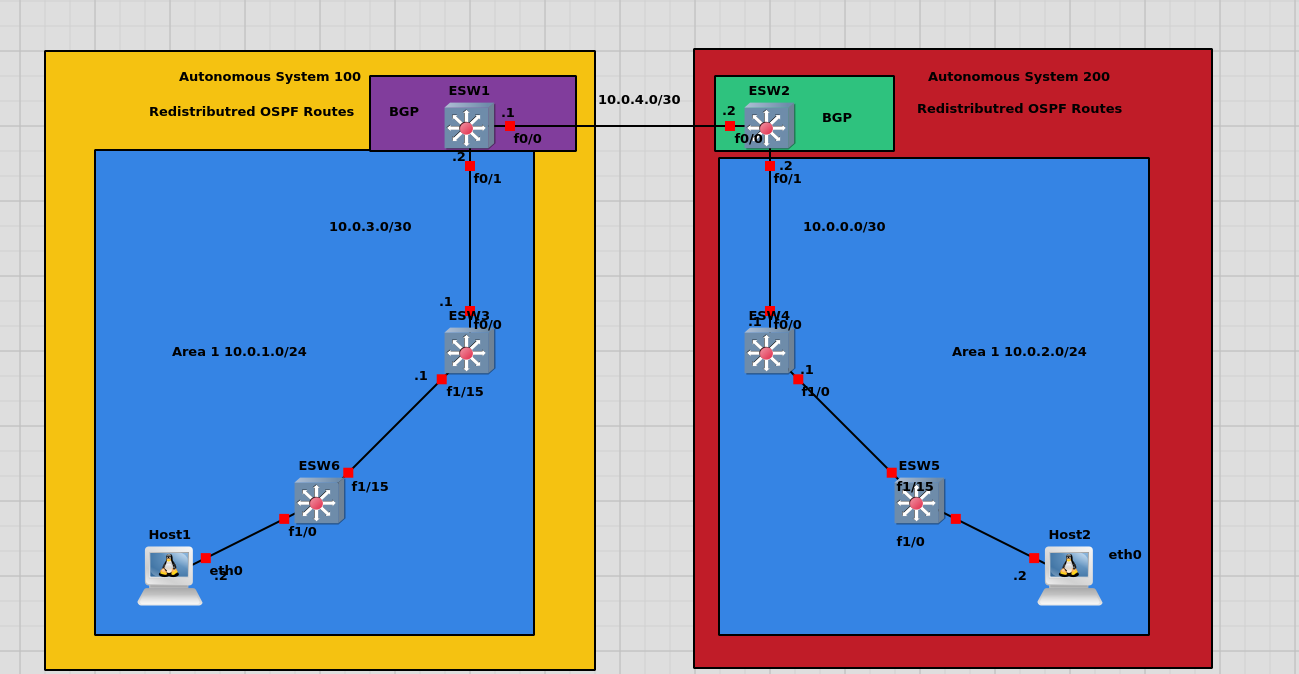 Autonomous System 100
Redistributred OSPF Routes
BGP
ESW1
.1
f0/0
.2
f0/1
10.0.4.0/30
Autonomous System 200
Redistributred OSPF Routes
ESW2
BGP
.2
f0/0
.2
f0/1
10.0.3.0/30
10.0.0.0/30
.1
ESW3
f0/0
ESW4
.1
f0/0
Area 1 10.0.1.0/24
Area 1 10.0.2.0/24
.1
f1/15
.1
f1/0
ESW6
f1/15
f1/0
ESW5
f1/15
f1/0
Host1
eth0
.2
Host2
eth0
.2